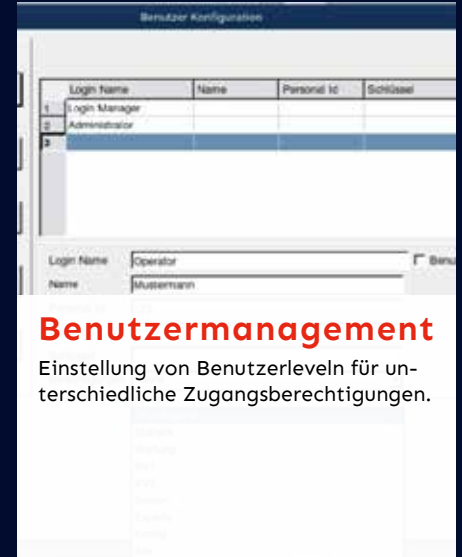 Benutzer Konfiguration
Login Name Name Personal Id Schlüssel
1 Login Manager
2 Administrator
3
Login Name Operator Benu
Name Mustermann
Benutzermanagement
Einstellung von Benutzerleveln für un-
terschiedliche Zugangsberechtigungen.